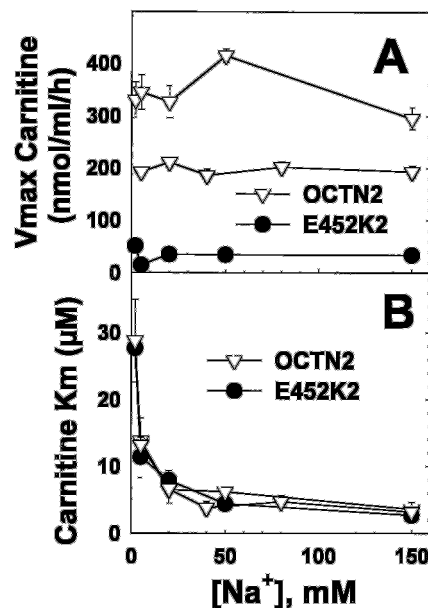 A
Vmax Carnitine
(nmol/ml/h)
400
300
200
100
0
OCTN2
E452K2
B
Carnitine Km (µM)
30
20
10
0
OCTN2
E452K2
0 50 100 150
[Na⁺], mM